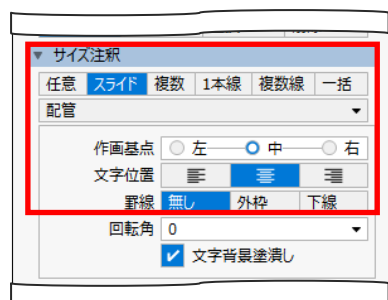 サイズ注釈
任意 スライド 複数 1本線 複数線 一括
配管
作画基点 左 中 右
文字位置
罫線 無し 外枠 下線
回転角 0
文字背景塗潰し